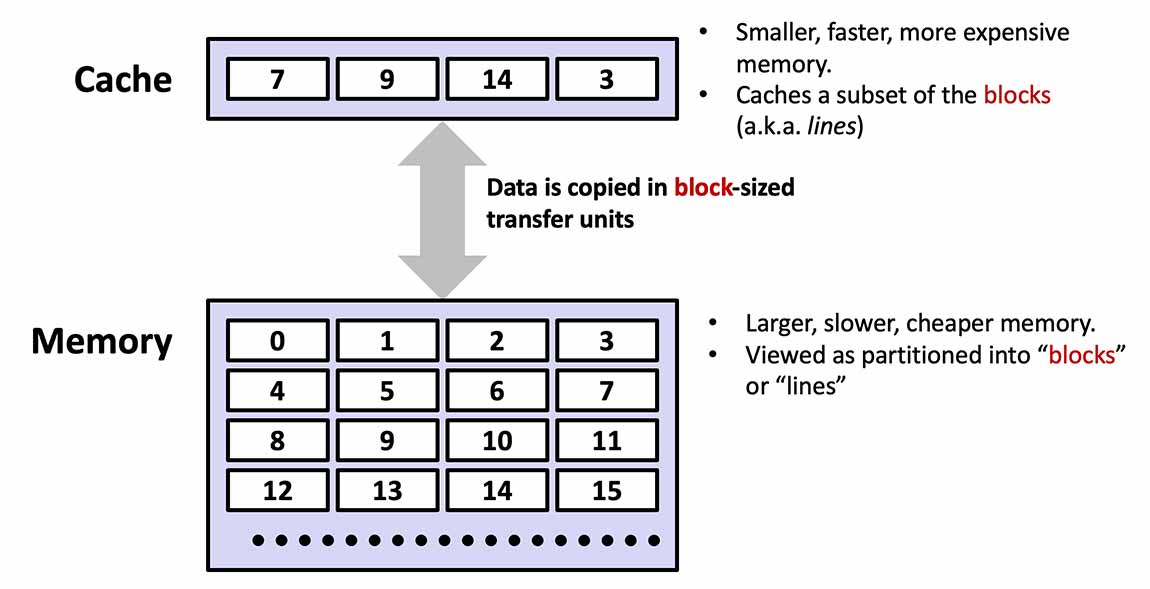 Cache
7 9 14 3
• Smaller, faster, more expensive
memory.
• Caches a subset of the blocks
(a.k.a. lines)
Data is copied in block-sized
transfer units
Memory
0 1 2 3
4 5 6 7
8 9 10 11
12 13 14 15
• Larger, slower, cheaper memory.
• Viewed as partitioned into “blocks”
or “lines”